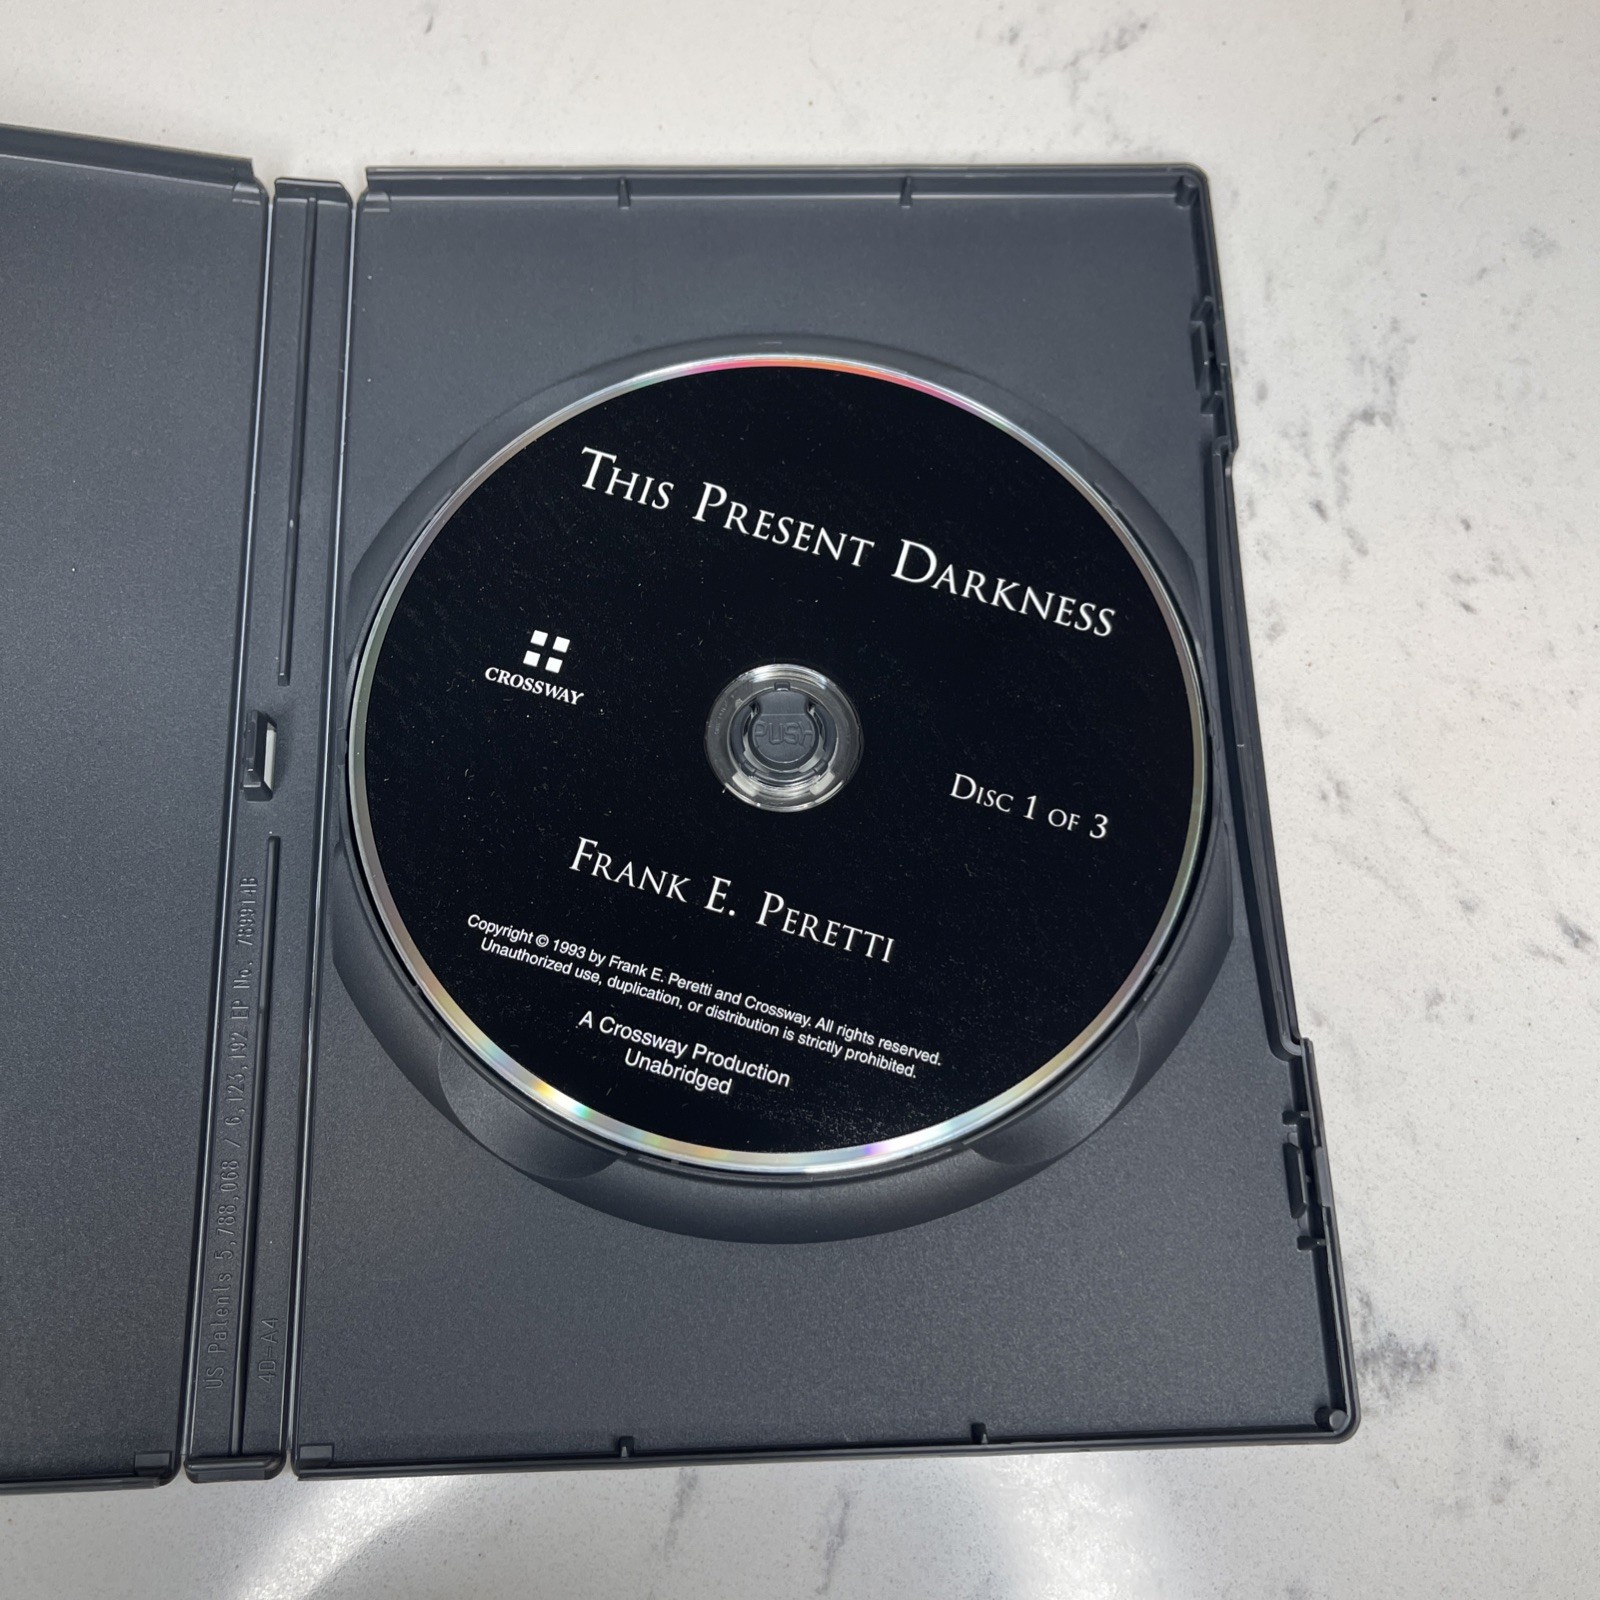 THIS PRESENT DARKNESS
CROSSWAY
PUSH
DISC 1 OF 3
FRANK E. PERETTI
Copyright © 1993 by Frank E. Peretti and Crossway. All rights reserved.
Unauthorized use, duplication, or distribution is strictly prohibited.
A Crossway Production
Unabridged
US Patents 5,788,068 / 6,123,192 EP No.
4D-A4